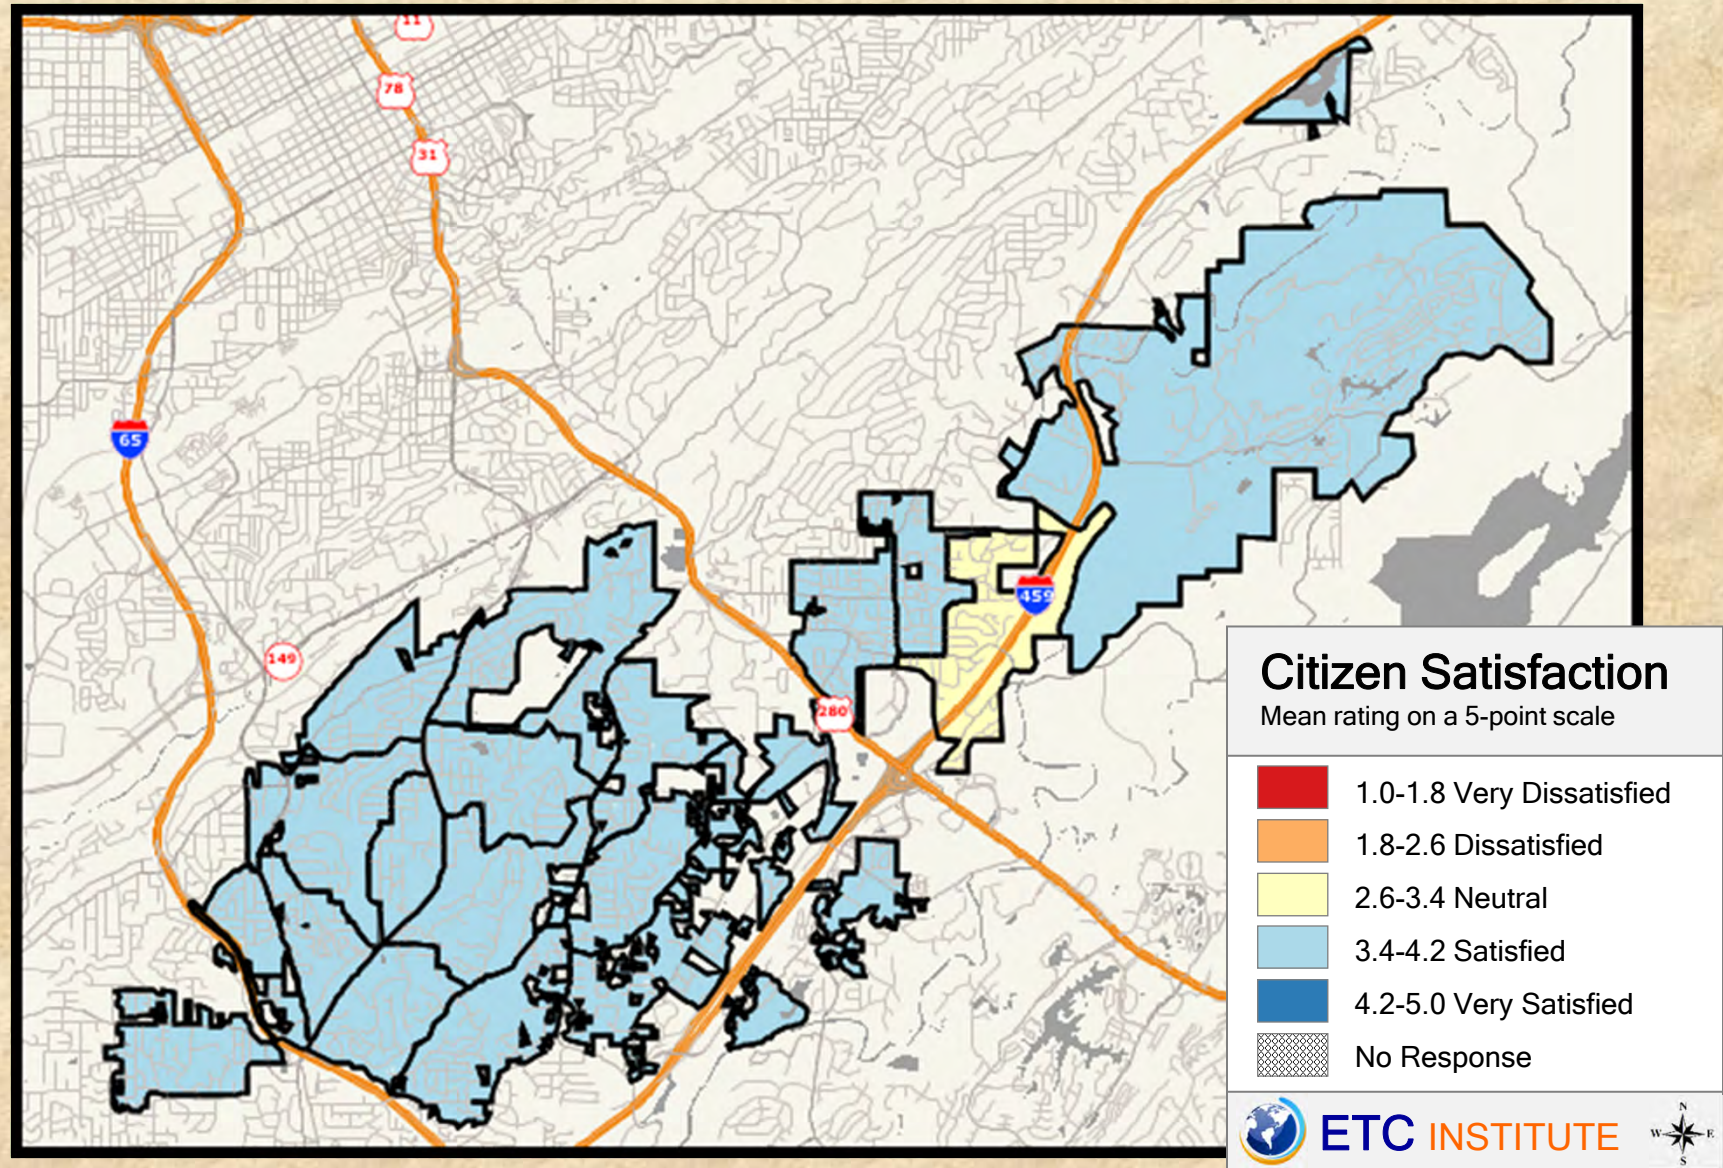 11
78
31
65
459
149
280
Citizen Satisfaction
Mean rating on a 5-point scale
1.0-1.8 Very Dissatisfied
1.8-2.6 Dissatisfied
2.6-3.4 Neutral
3.4-4.2 Satisfied
4.2-5.0 Very Satisfied
No Response
ETC INSTITUTE
N
W E
S